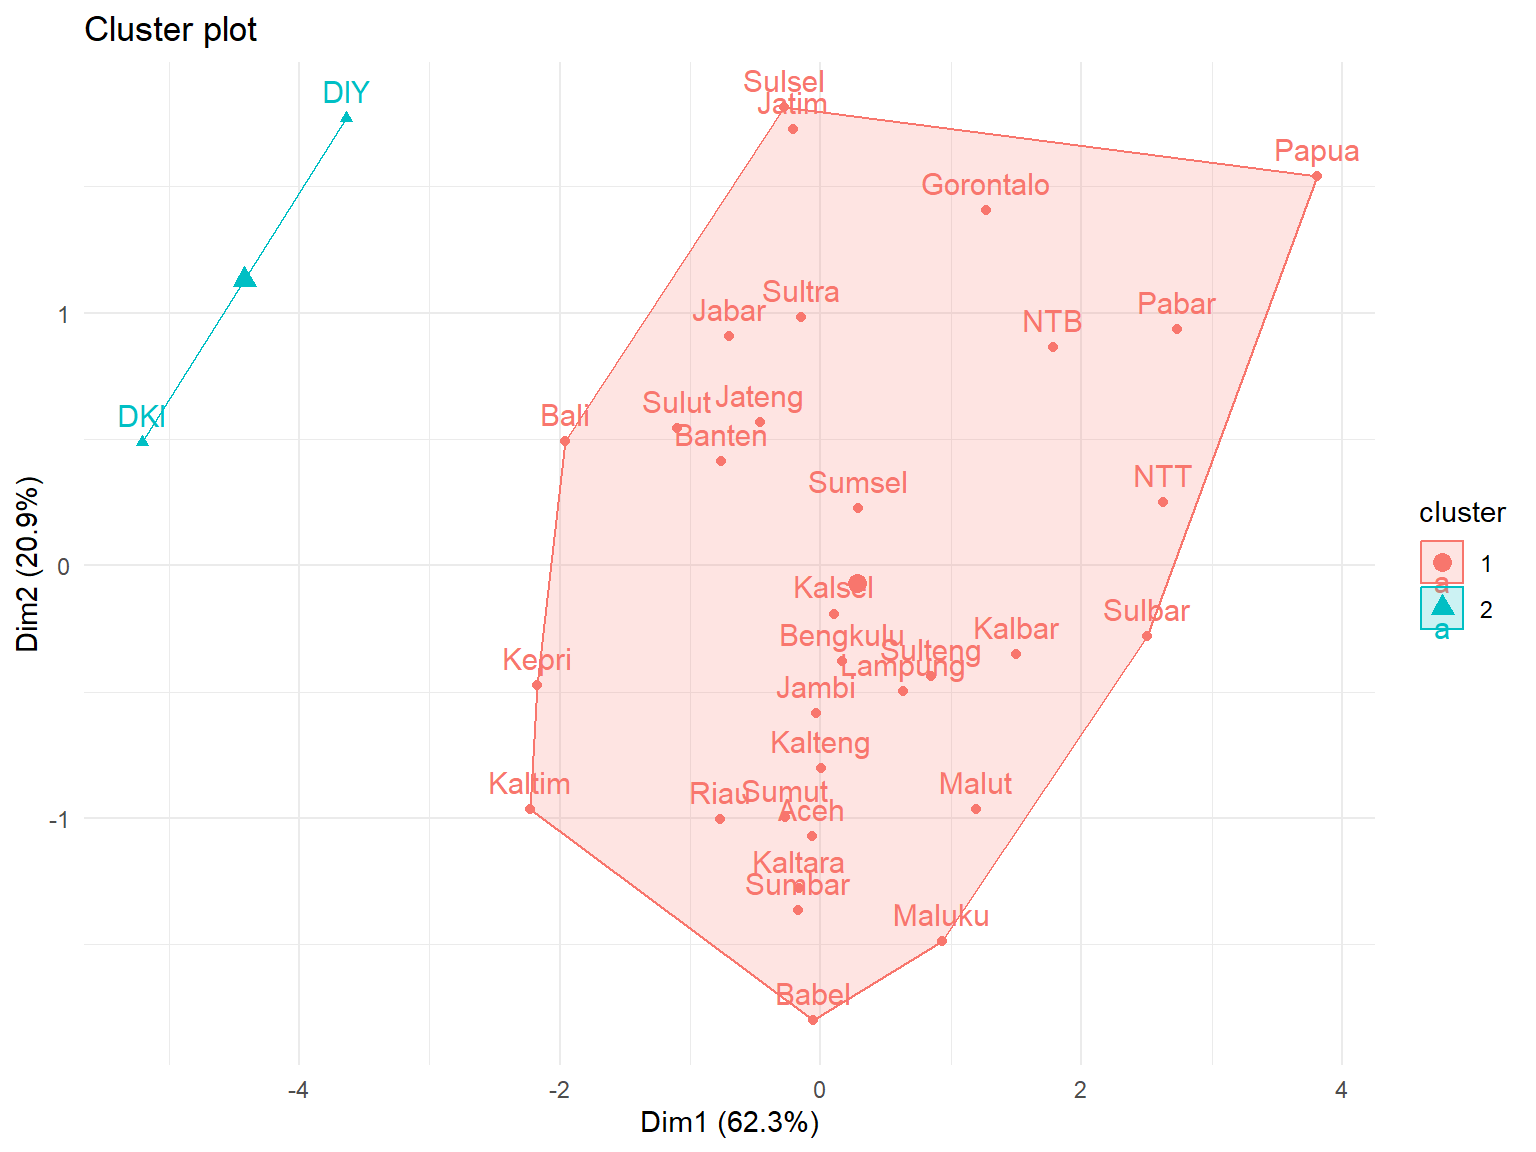 Cluster plot
DIY
Sulsel
Jatim
Papua
Gorontalo
Sultra
Pabar
Jabar
NTB
1
Sulut
Jateng
DKI
Bali
Banten
NTT
Sumsel
cluster
0
1
a
Kalsel
Sulbar
2
a
Bengkulu
Kalbar
Sulteng
Kepri
Lampung
Jambi
Kalteng
Kaltim
Riau
Sumut
Malut
Aceh
-1
Kaltara
Sumbar
Maluku
Babel
-4
-2
0
2
4
Dim1 (62.3%)
Dim2 (20.9%)